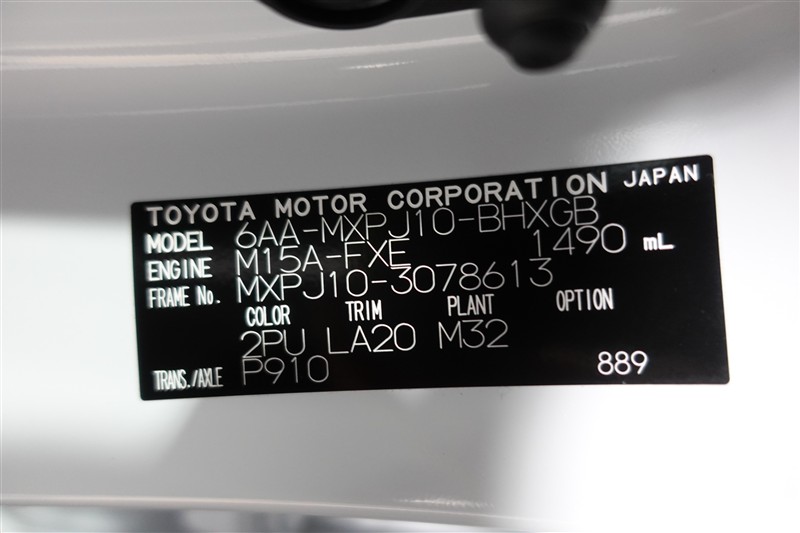 TOYOTA MOTOR CORPORATION JAPAN
MODEL 6AA-MXPJ10-BHXGB
ENGINE M15A-FXE 1490 mL
FRAME No. MXPJ10-3078613
COLOR TRIM PLANT OPTION
2PU LA20 M32
TRANS./AXLE P910 889